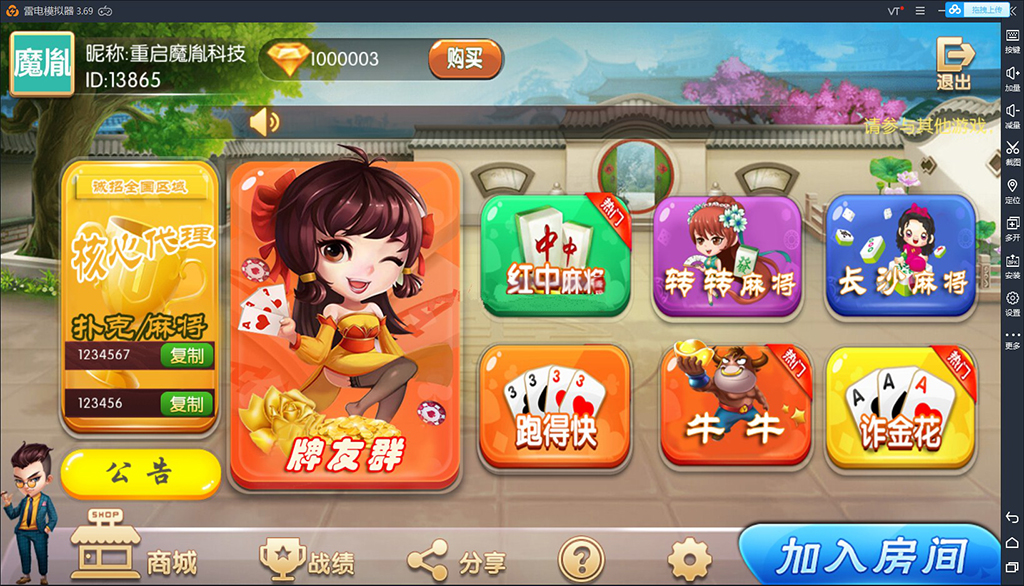 雷电模拟器 3.69
VT
拖拽上传
魔胤
昵称:重启魔胤科技
ID:13865
1000003
购买
退出
请参与其他游戏
诚招全国区域
核心代理
扑克/麻将
1234567
复制
123456
复制
公告
牌友群
热门
红中麻将
转转麻将
长沙麻将
3 3 3 3
跑得快
热门
牛牛
热门
A A A
诈金花
SHOP
商城
战绩
分享
?
加入房间
按键
加量
减量
截图
定位
多开
安装
设置
更多